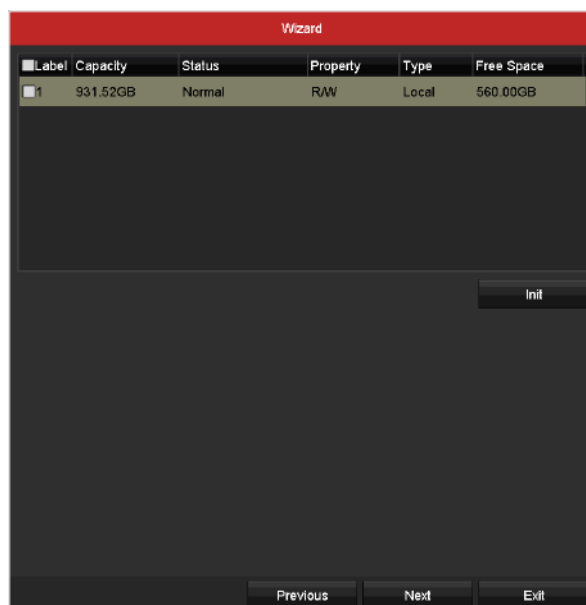 Wizard
Label Capacity Status Property Type Free Space
1 931.52GB Normal R/W Local 560.00GB
Init
Previous Next Exit